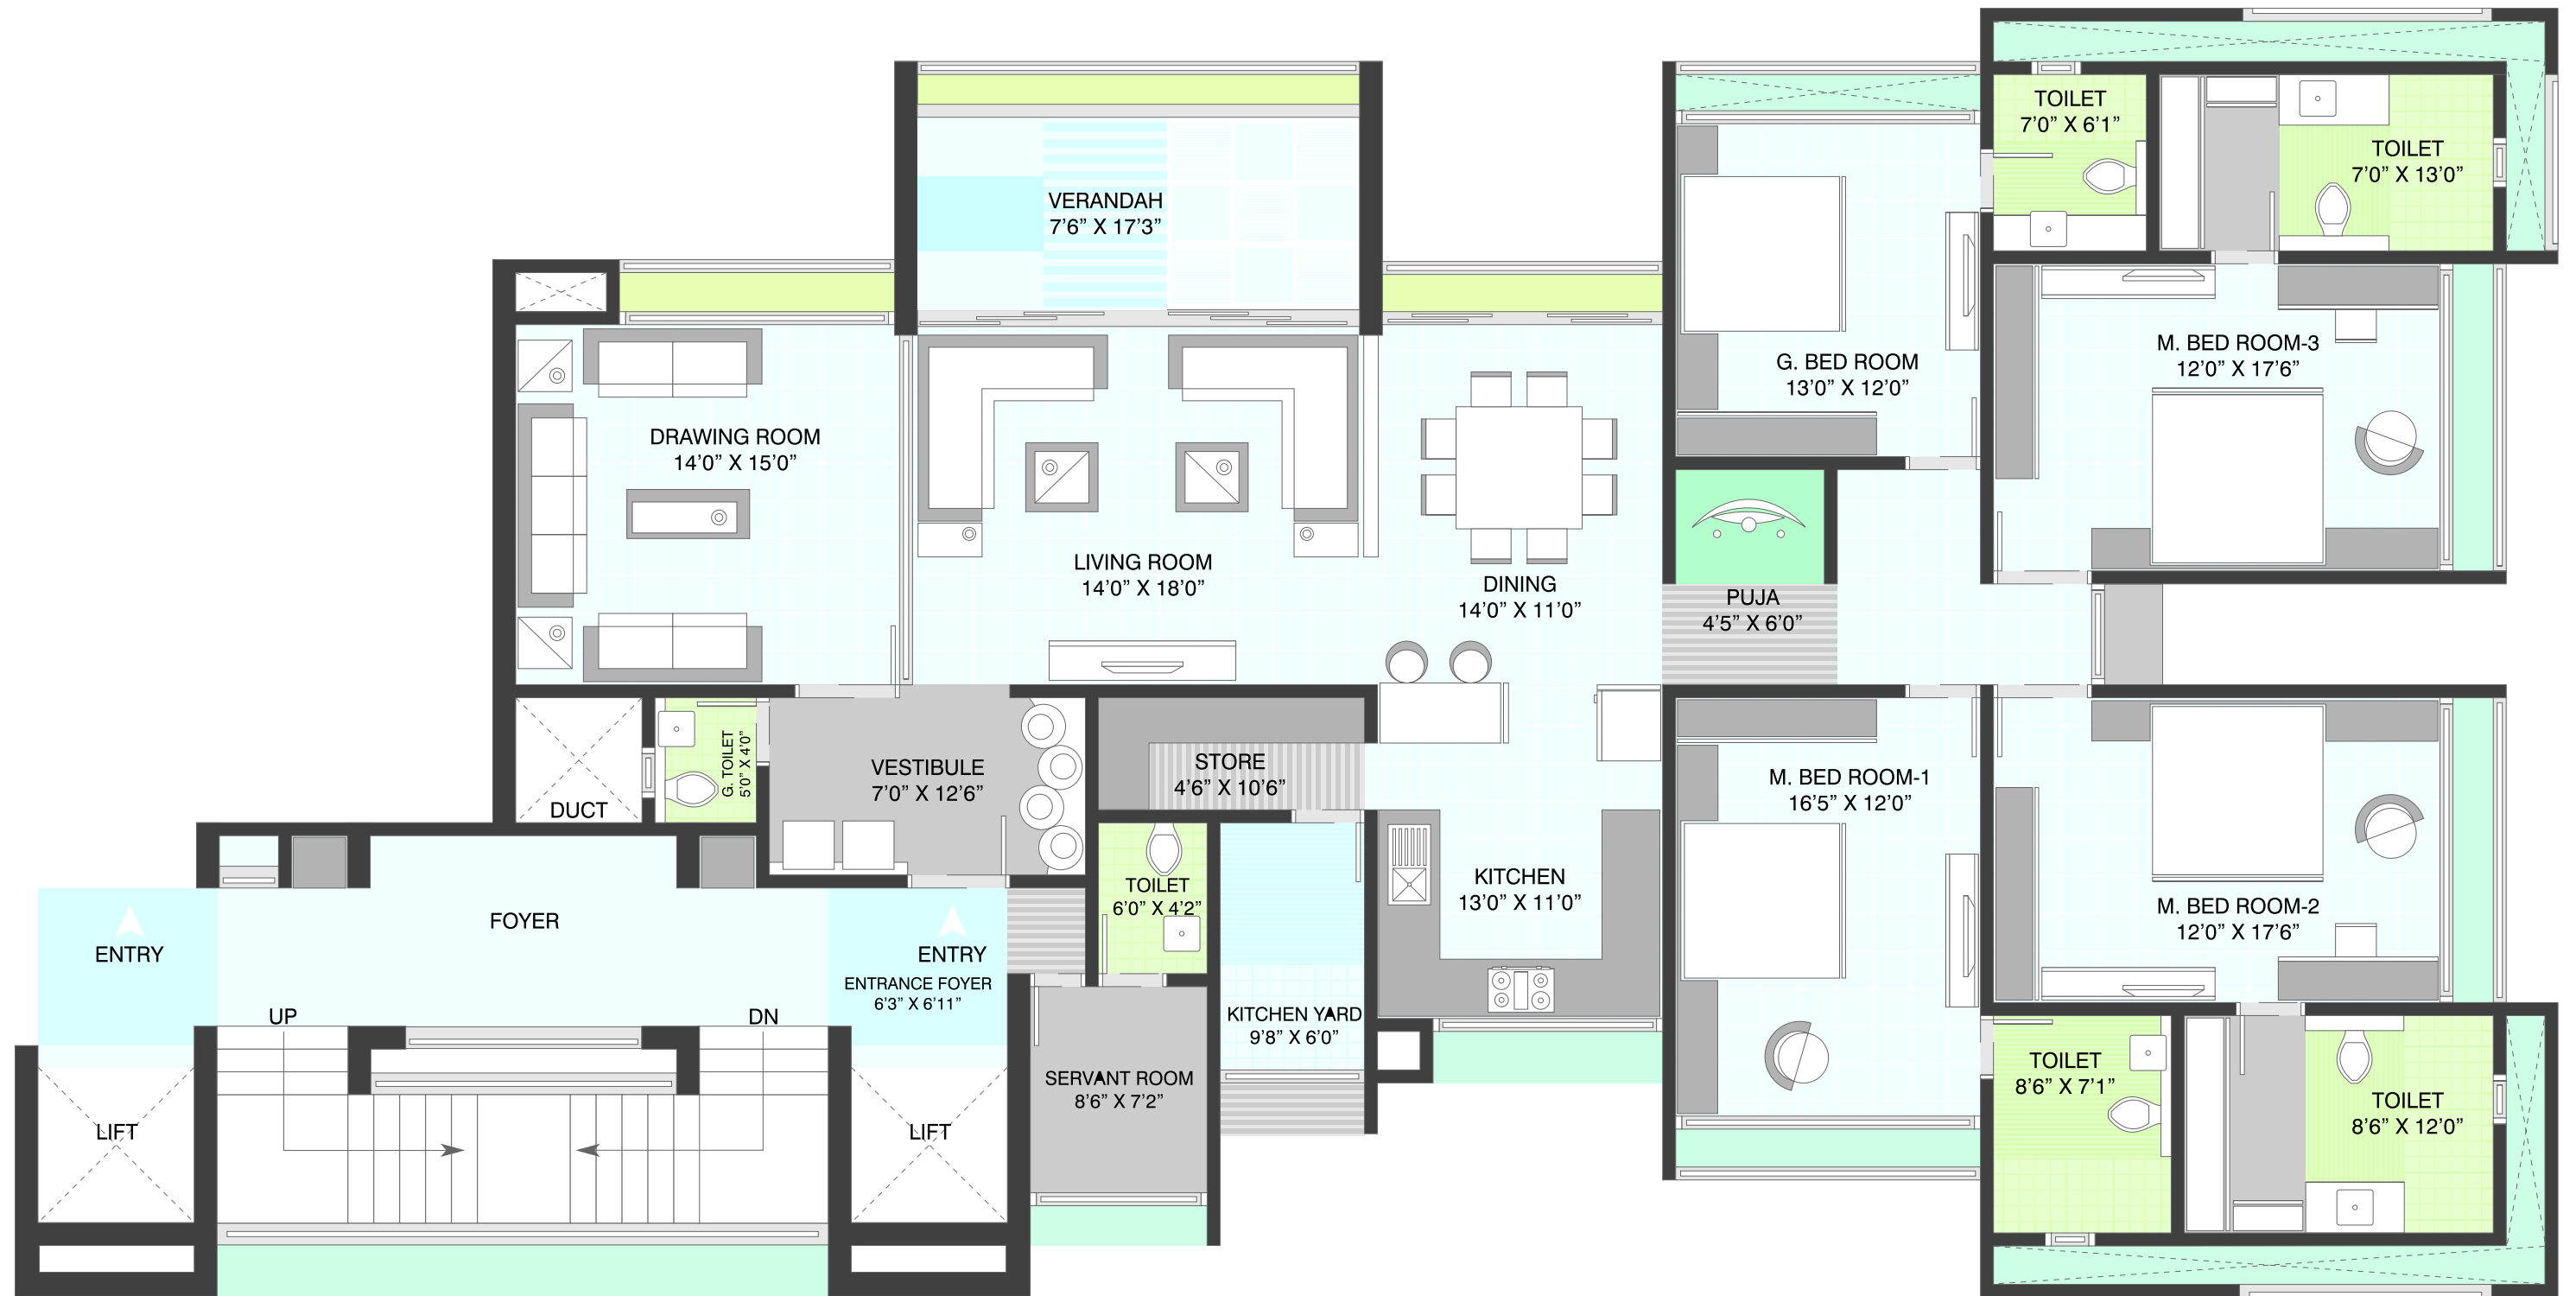 TOILET
7’0” X 6’1”
TOILET
7’0” X 13’0”
VERANDAH
7’6” X 17’3”
G. BED ROOM
13’0” X 12’0”
M. BED ROOM-3
12’0” X 17’6”
DRAWING ROOM
14’0” X 15’0”
LIVING ROOM
14’0” X 18’0”
DINING
14’0” X 11’0”
PUJA
4’5” X 6’0”
DUCT
G. TOILET
5’0” X 4’0”
VESTIBULE
7’0” X 12’6”
STORE
4’6” X 10’6”
M. BED ROOM-1
16’5” X 12’0”
KITCHEN
13’0” X 11’0”
TOILET
6’0” X 4’2”
M. BED ROOM-2
12’0” X 17’6”
ENTRY
FOYER
ENTRY
ENTRANCE FOYER
6’3” X 6’11”
UP
DN
KITCHEN YARD
9’8” X 6’0”
SERVANT ROOM
8’6” X 7’2”
TOILET
8’6” X 7’1”
TOILET
8’6” X 12’0”
LIFT
LIFT